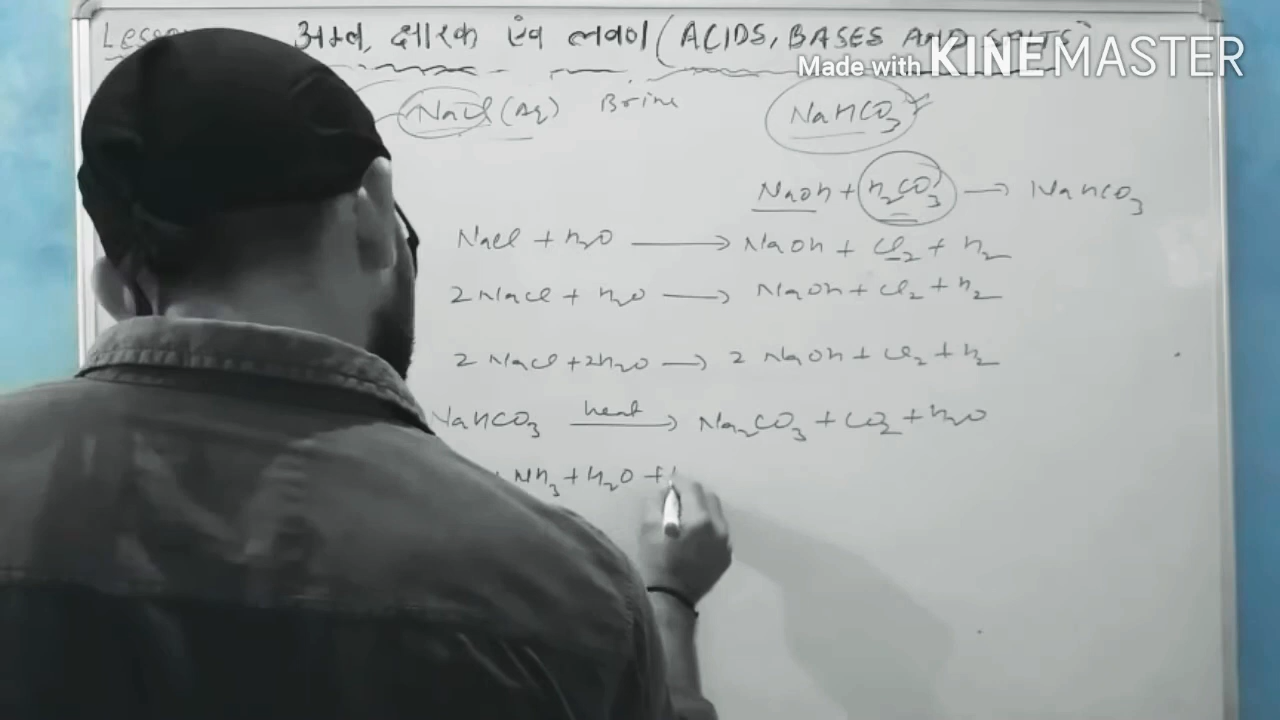 अम्ल, क्षारक एंव लवण (ACIDS, BASES AND SALTS
Made with KINEMASTER
NaCl (Aq) Brine NaHCO3
NaOh + H2CO3 → NaHCO3
NaCl + H2O → NaOh + Cl2 + H2
2 NaCl + H2O → NaOh + Cl2 + H2
2 NaCl + 2H2O → 2 NaOh + Cl2 + H2
NaHCO3 heat → Na2CO3 + CO2 + H2O
NH3 + H2O +